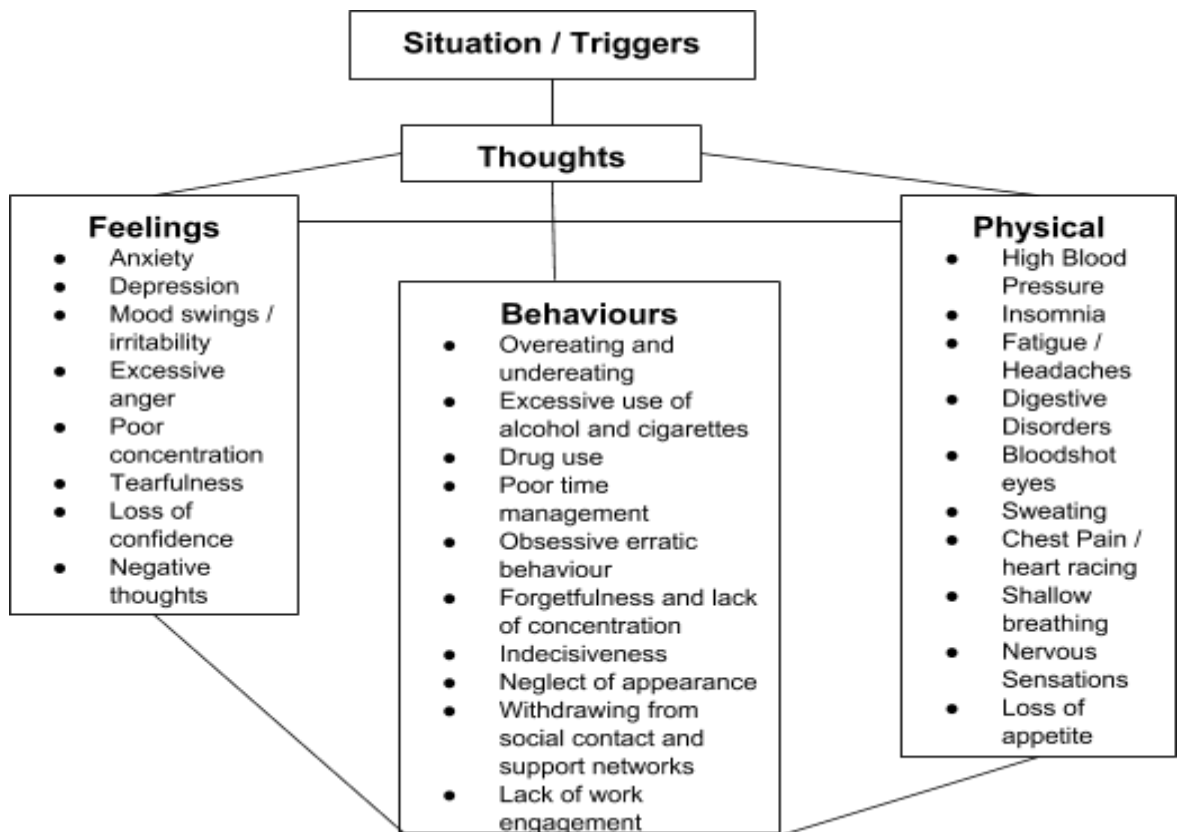 Situation / Triggers
Thoughts
Feelings
● Anxiety
● Depression
● Mood swings /
irritability
● Excessive
anger
● Poor
concentration
● Tearfulness
● Loss of
confidence
● Negative
thoughts
Behaviours
● Overeating and
undereating
● Excessive use of
alcohol and cigarettes
● Drug use
● Poor time
management
● Obsessive erratic
behaviour
● Forgetfulness and lack
of concentration
● Indecisiveness
● Neglect of appearance
● Withdrawing from
social contact and
support networks
● Lack of work
engagement
Physical
● High Blood
Pressure
● Insomnia
● Fatigue /
Headaches
● Digestive
Disorders
● Bloodshot
eyes
● Sweating
● Chest Pain /
heart racing
● Shallow
breathing
● Nervous
Sensations
● Loss of
appetite